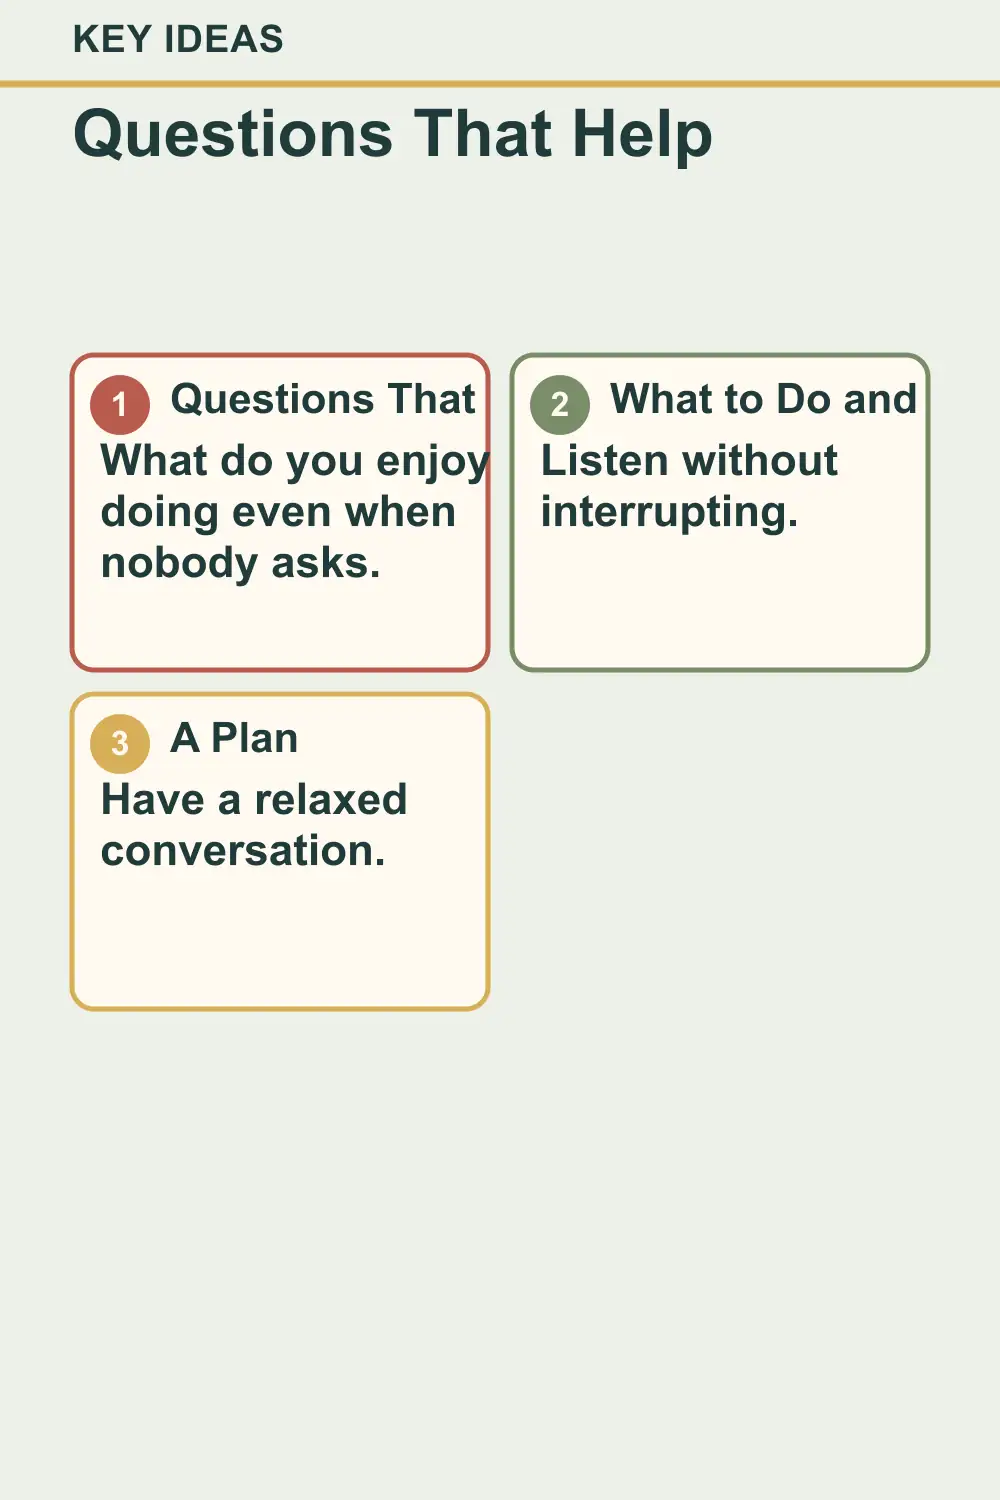 KEY IDEAS
Questions That Help
1 Questions That
What do you enjoy
doing even when
nobody asks.
2 What to Do and
Listen without
interrupting.
3 A Plan
Have a relaxed
conversation.